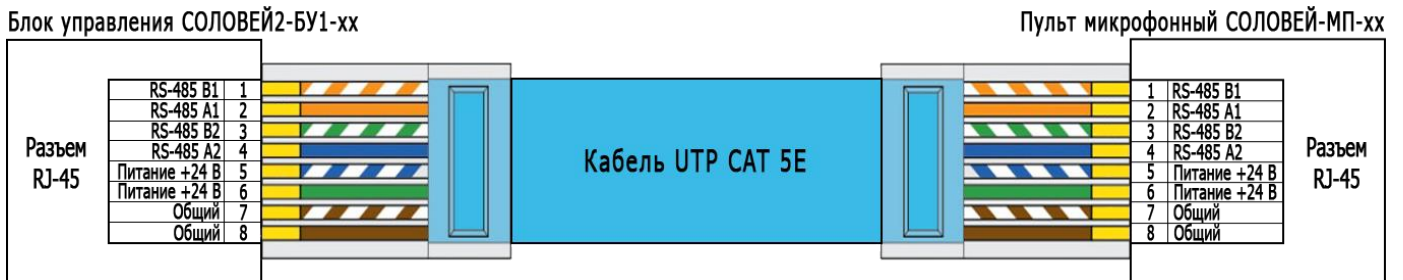 Блок управления СОЛОВЕЙ2-БУ1-хх
Пульт микрофонный СОЛОВЕЙ-МП-хх
Разъем
RJ-45
RS-485 B1 1
RS-485 A1 2
RS-485 B2 3
RS-485 A2 4
Питание +24 В 5
Питание +24 В 6
Общий 7
Общий 8
Кабель UTP CAT 5E
1 RS-485 B1
2 RS-485 A1
3 RS-485 B2
4 RS-485 A2
5 Питание +24 В
6 Питание +24 В
7 Общий
8 Общий
Разъем
RJ-45